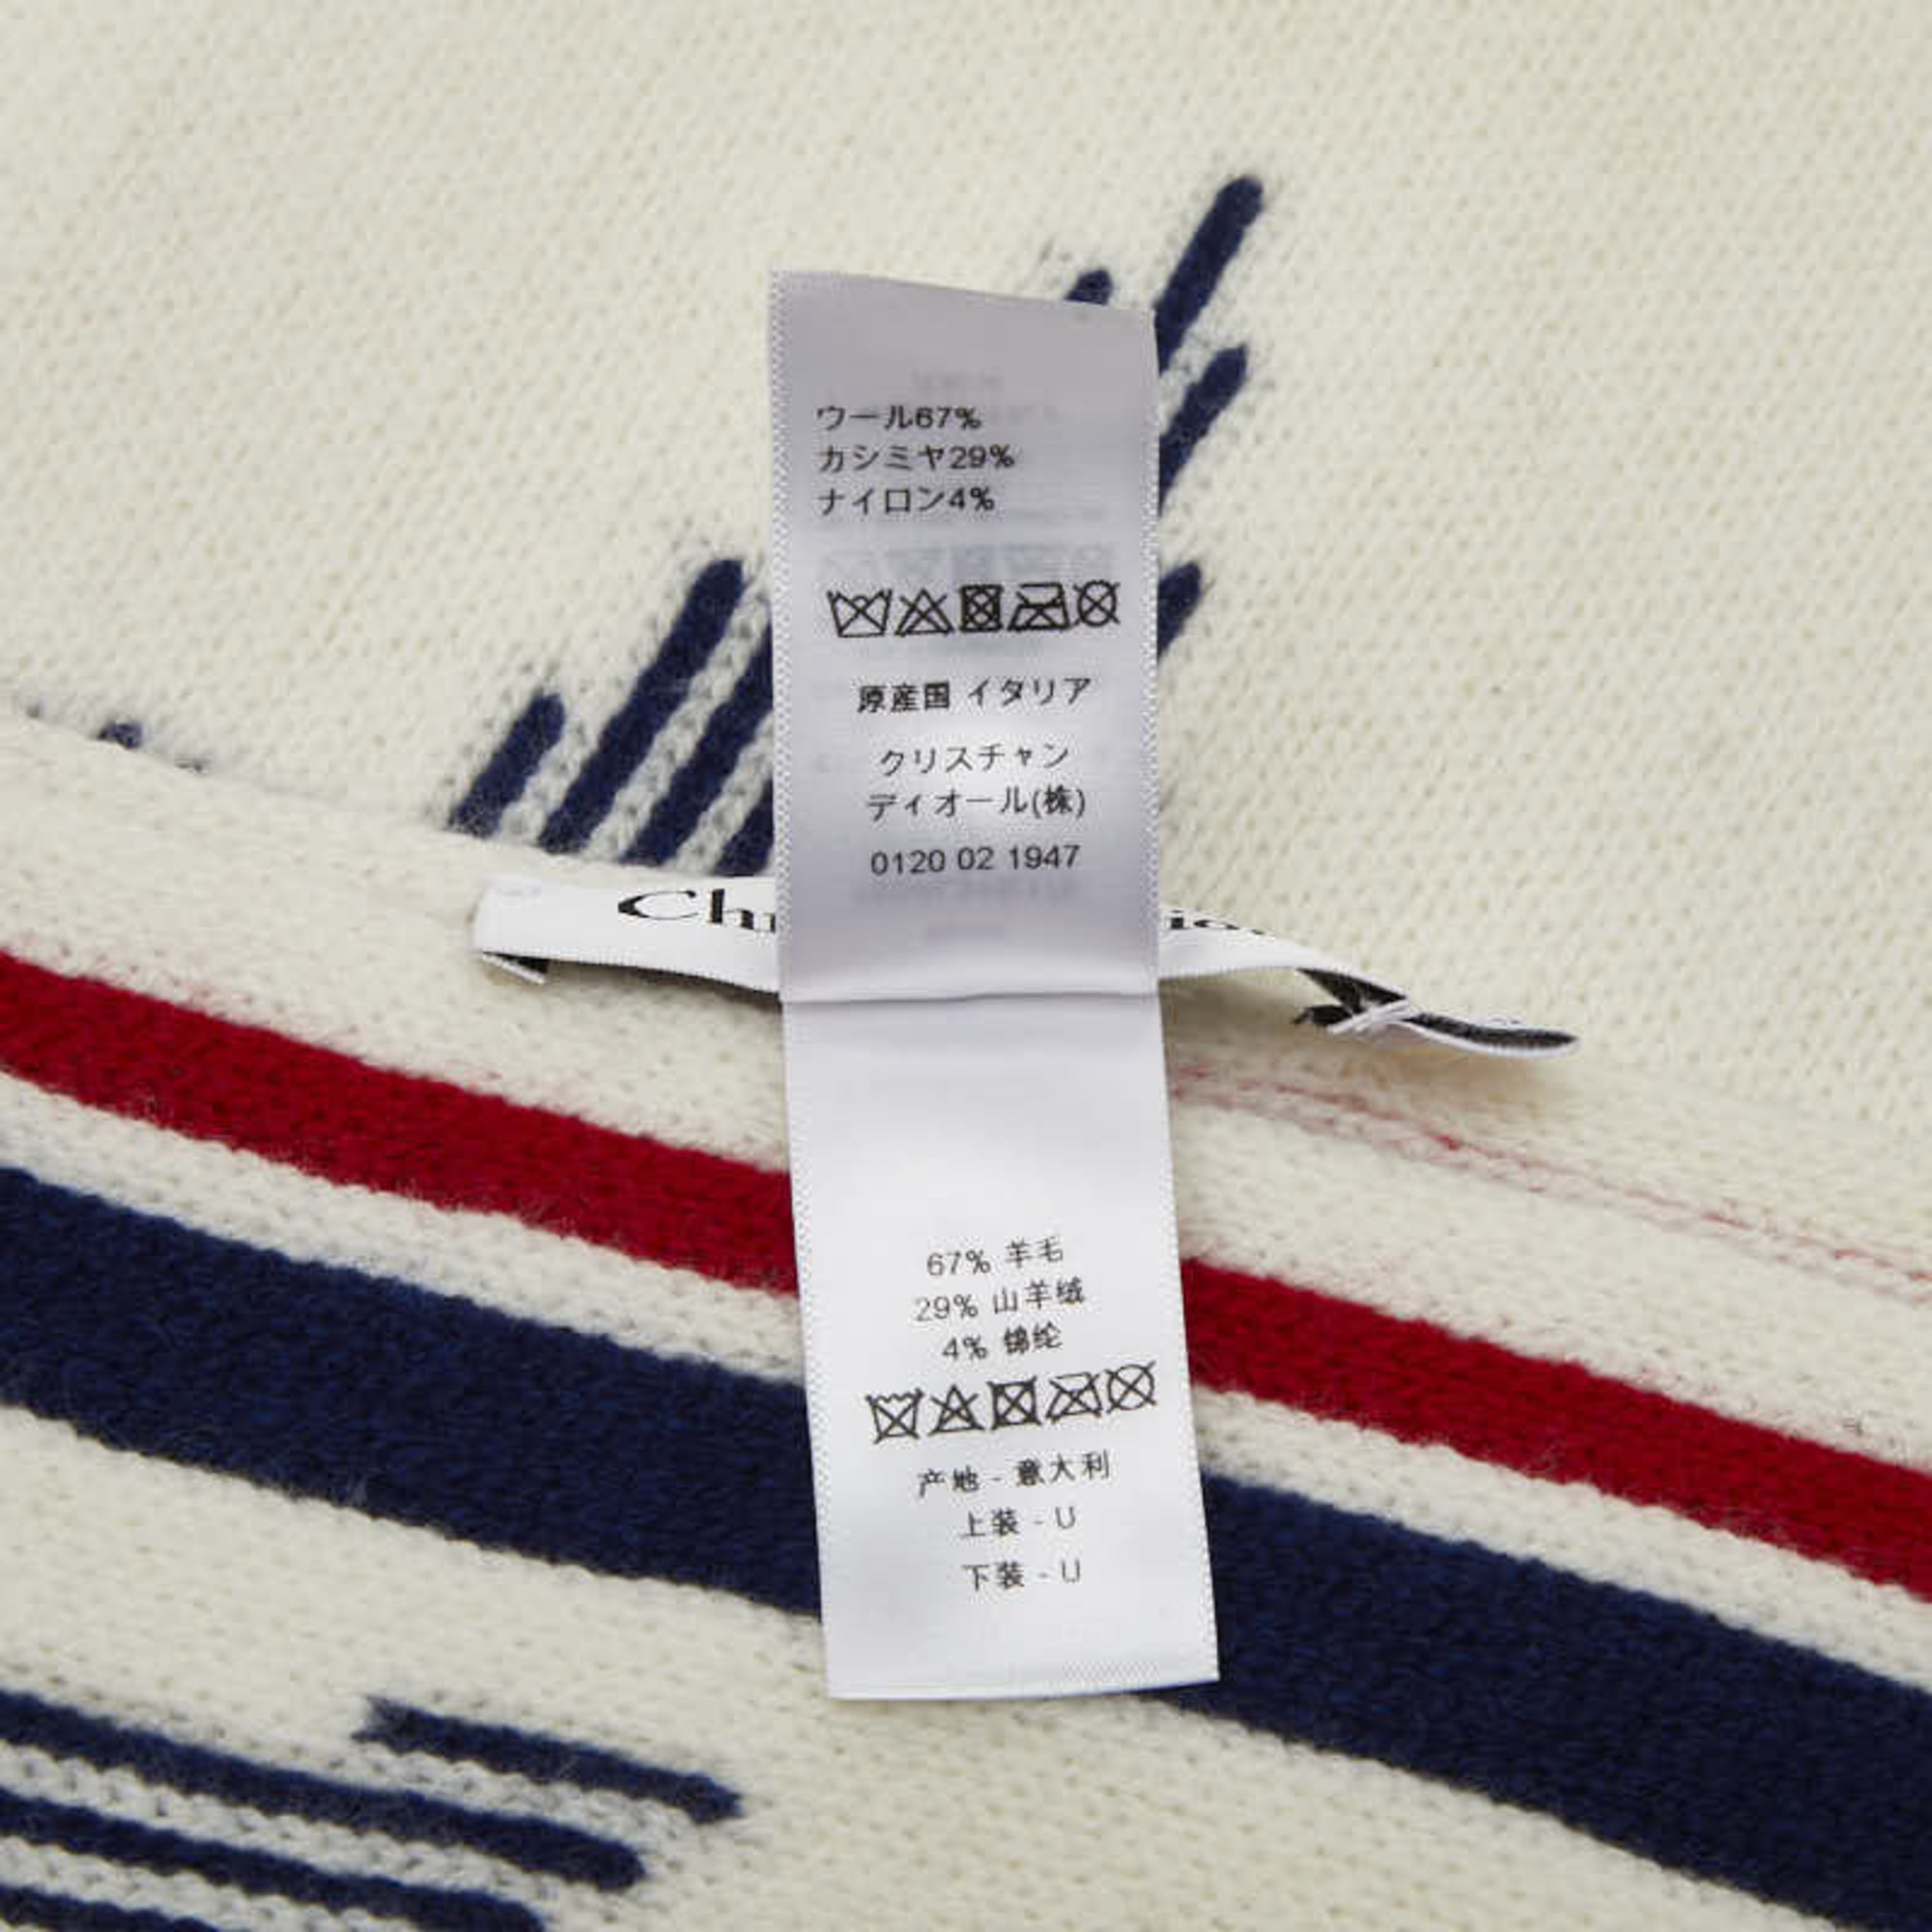 ウール67%
カシミヤ29%
ナイロン4%
原産国 イタリア
クリスチャン
ディオール(株)
0120 02 1947
67% 羊毛
29% 山羊绒
4% 锦纶
产地 - 意大利
上装 - U
下装 - U